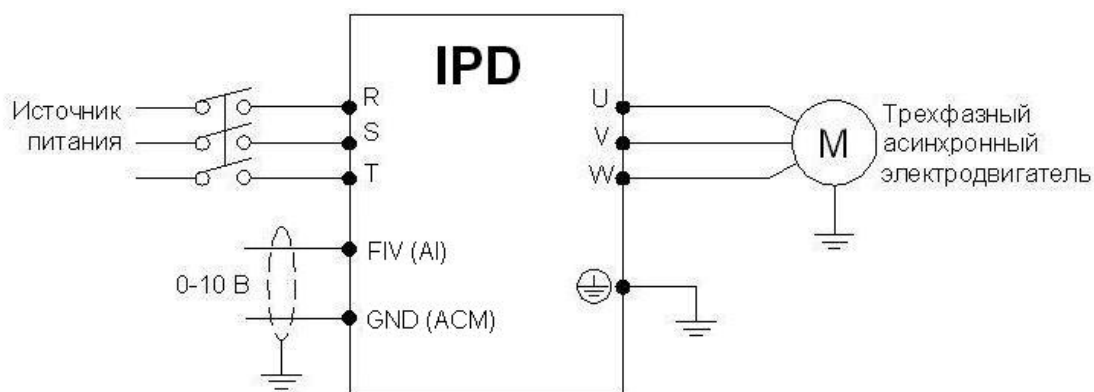 IPD
Источник
питания
R
S
T
U
V
W
M
Трехфазный
асинхронный
электродвигатель
FIV (AI)
0-10 В
GND (ACM)